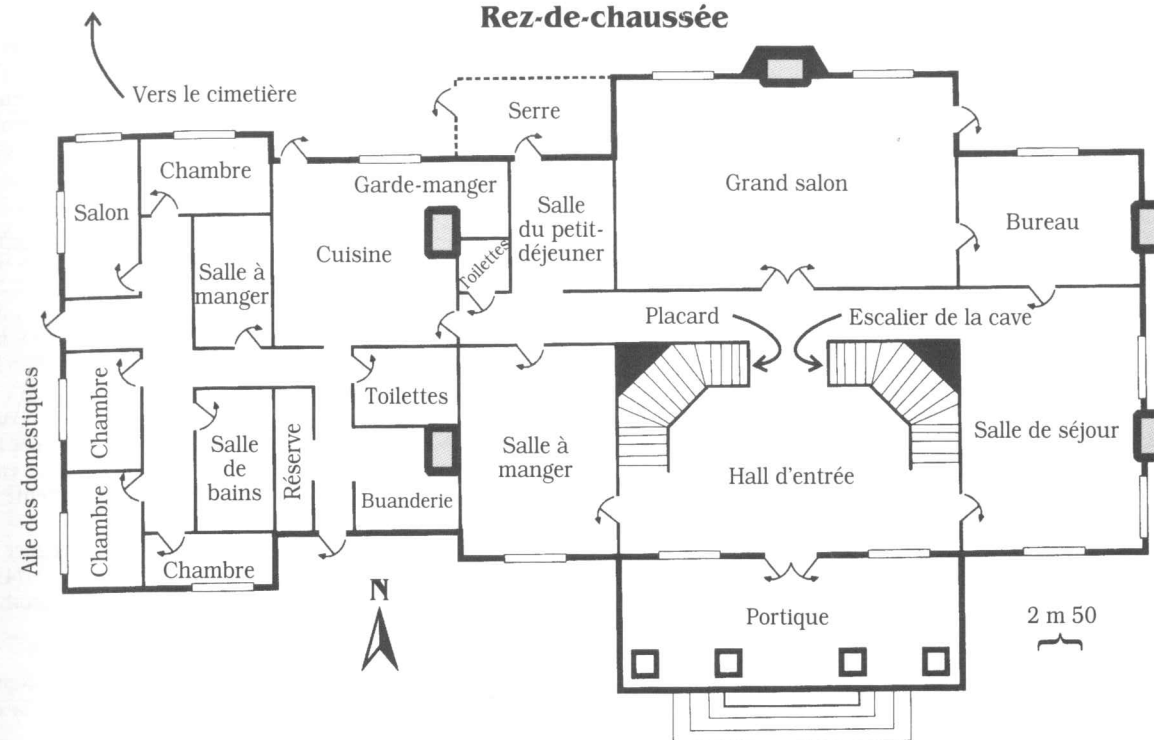 Rez-de-chaussée
Vers le cimetière
Serre
Chambre
Garde-manger
Grand salon
Salon
Salle
du petit-
déjeuner
Bureau
Cuisine
Toilettes
Salle à
manger
Placard
Escalier de la cave
Aile des domestiques
Chambre
Toilettes
Salle
de
bains
Réserve
Salle à
manger
Salle de séjour
Hall d'entrée
Buanderie
Chambre
Chambre
N
Portique
2 m 50